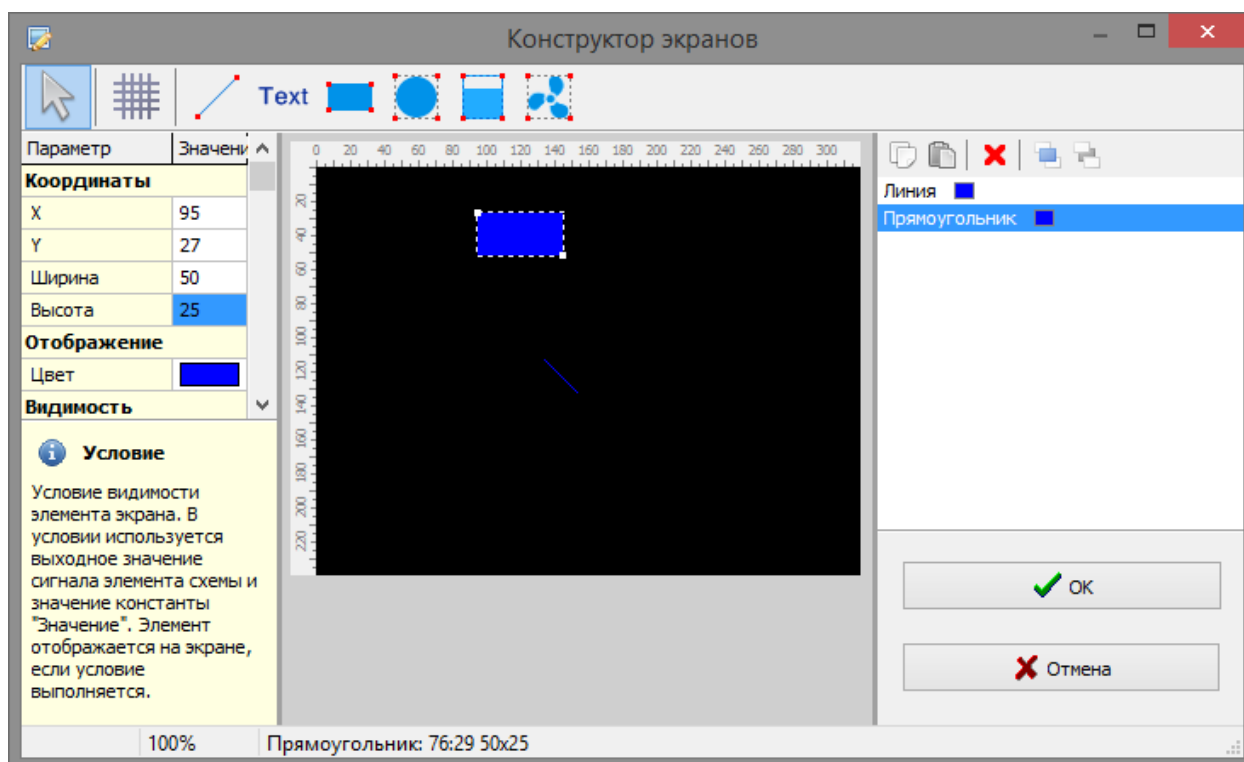 Конструктор экранов
Text
Параметр Значени
Координаты
X 95
Y 27
Ширина 50
Высота 25
Отображение
Цвет
Видимость
Условие
Условие видимости
элемента экрана. В
условии используется
выходное значение
сигнала элемента схемы и
значение константы
"Значение". Элемент
отображается на экране,
если условие
выполняется.
0 20 40 60 80 100 120 140 160 180 200 220 240 260 280 300
20
40
60
80
100
120
140
160
180
200
220
Линия
Прямоугольник
ОК
Отмена
100% Прямоугольник: 76:29 50x25